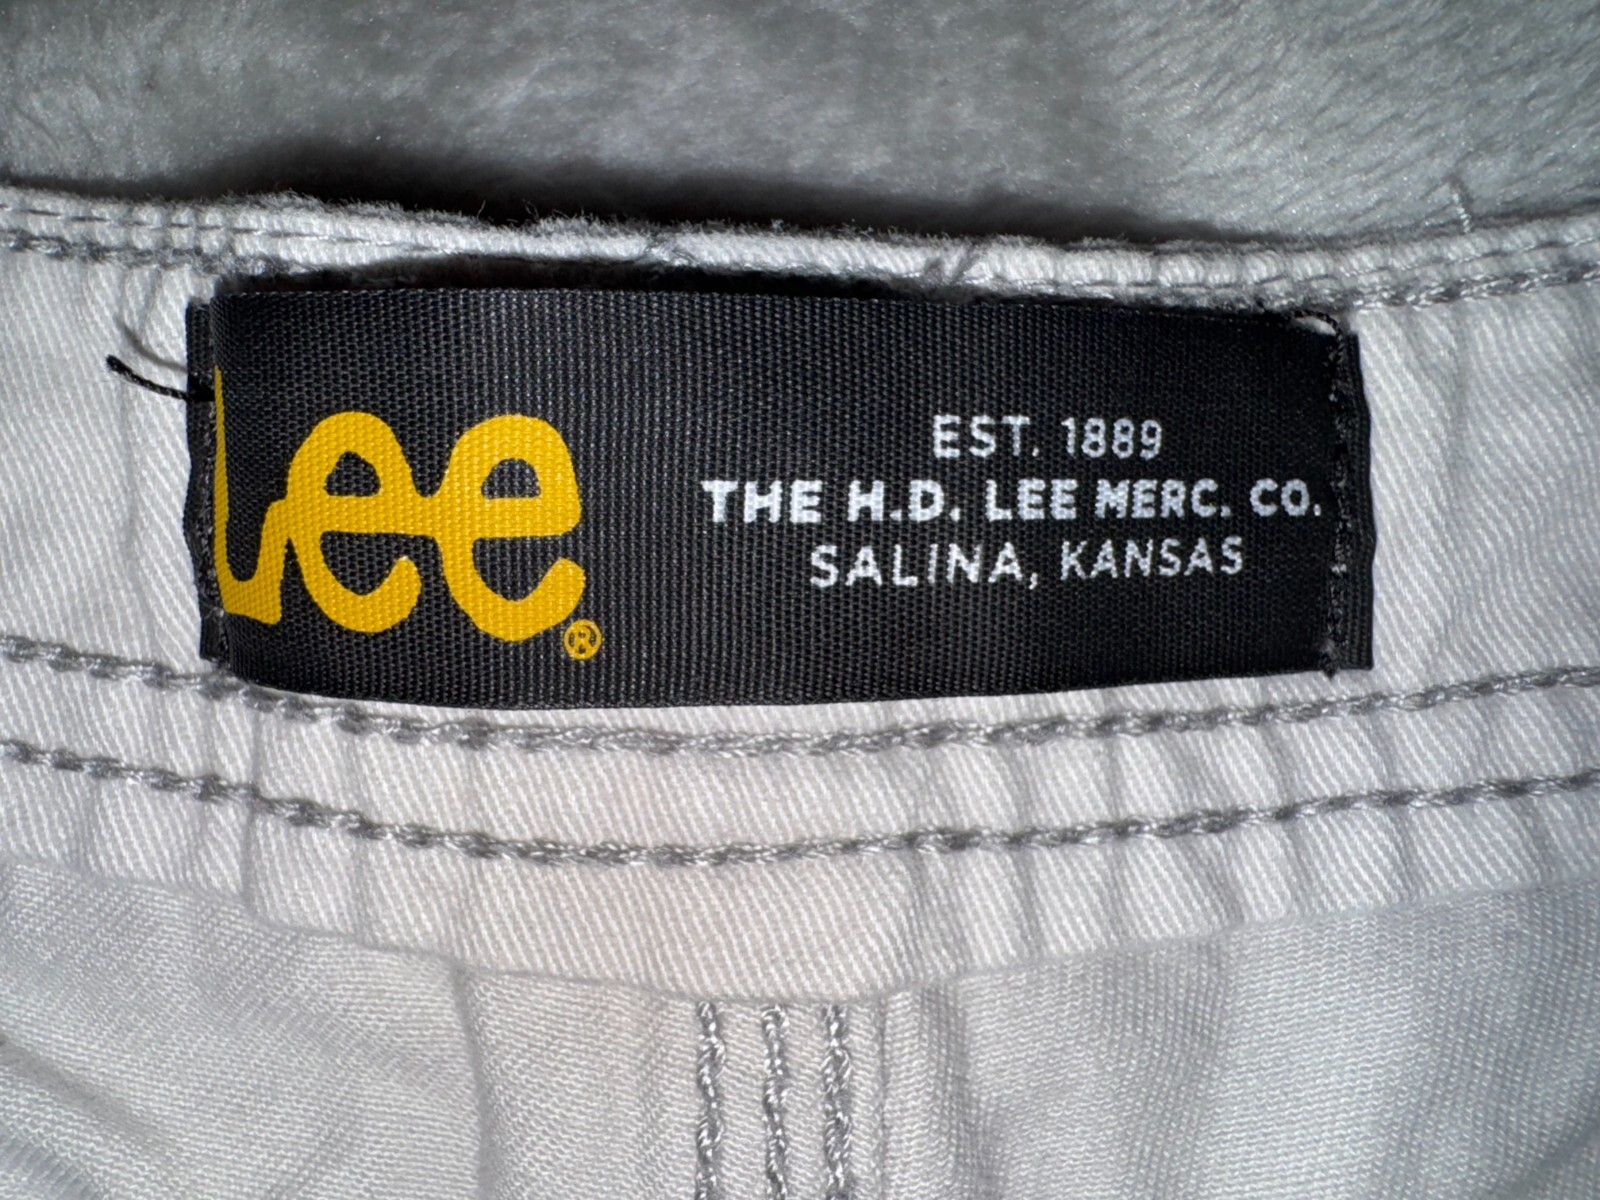 Lee®
EST. 1889
THE H.D. LEE MERC. CO.
SALINA, KANSAS